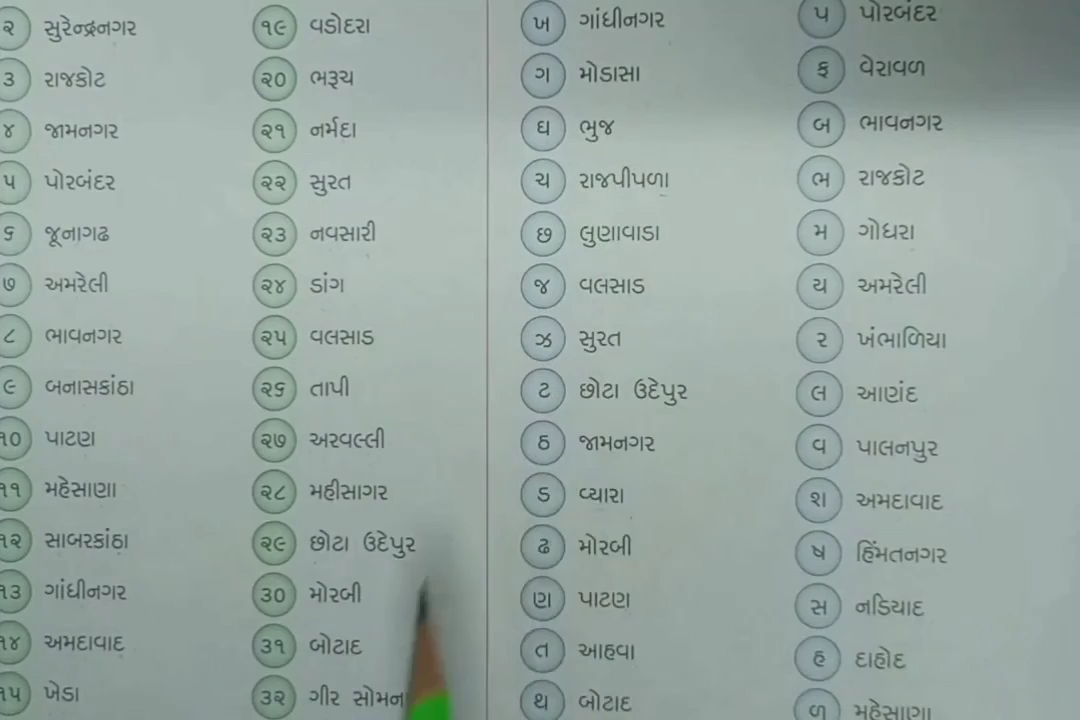 ૨ સુરેન્દ્રનગર
૩ રાજકોટ
૪ જામનગર
૫ પોરબંદર
૬ જૂનાગઢ
૭ અમરેલી
૮ ભાવનગર
૯ બનાસકાંઠા
૧૦ પાટણ
૧૧ મહેસાણા
૧૨ સાબરકાંઠા
૧૩ ગાંધીનગર
૧૪ અમદાવાદ
૧૫ ખેડા
૧૯ વડોદરા
૨૦ ભરૂચ
૨૧ નર્મદા
૨૨ સુરત
૨૩ નવસારી
૨૪ ડાંગ
૨૫ વલસાડ
૨૬ તાપી
૨૭ અરવલ્લી
૨૮ મહીસાગર
૨૯ છોટા ઉદેપુર
૩૦ મોરબી
૩૧ બોટાદ
૩૨ ગીર
ખ ગાંધીનગર
ગ મોડાસા
ઘ ભુજ
ચ રાજપીપળા
છ લુણાવાડા
જ વલસાડ
ઝ સુરત
ટ છોટા ઉદેપુર
ઠ જામનગર
ડ વ્યારા
ઢ મોરબી
ણ પાટણ
ત આહવા
થ બોટાદ
પ પોરબંદર
ફ વેરાવળ
બ ભાવનગર
ભ રાજકોટ
મ ગોધરા
ય અમરેલી
ર ખંભાળિયા
લ આણંદ
વ પાલનપુર
શ અમદાવાદ
ષ હિંમતનગર
સ નડિયાદ
હ દાહોદ
ળ મહેસાણા